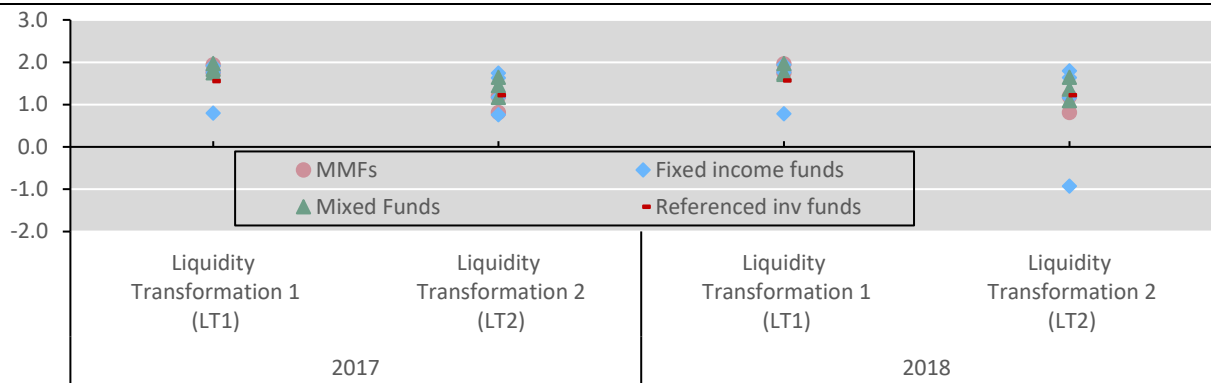 3.0
2.0
1.0
0.0
-1.0
-2.0
MMFs
Fixed income funds
Mixed Funds
Referenced inv funds
Liquidity
Transformation 1
(LT1)
Liquidity
Transformation 2
(LT2)
Liquidity
Transformation 1
(LT1)
Liquidity
Transformation 2
(LT2)
2017
2018